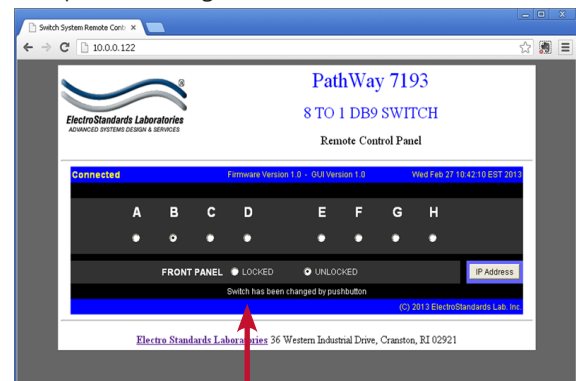 Switch System Remote Contr
10.0.0.122
PathWay 7193
8 TO 1 DB9 SWITCH
Remote Control Panel
ElectroStandards Laboratories
ADVANCED SYSTEMS DESIGN & SERVICES
Connected Firmware Version 1.0 - GUI Version 1.0 Wed Feb 27 10:42:10 EST 2013
A B C D E F G H
FRONT PANEL LOCKED UNLOCKED IP Address
Switch has been changed by pushbutton
(C) 2013 ElectroStandards Lab. Inc.
Electro Standards Laboratories 36 Western Industrial Drive, Cranston, RI 02921